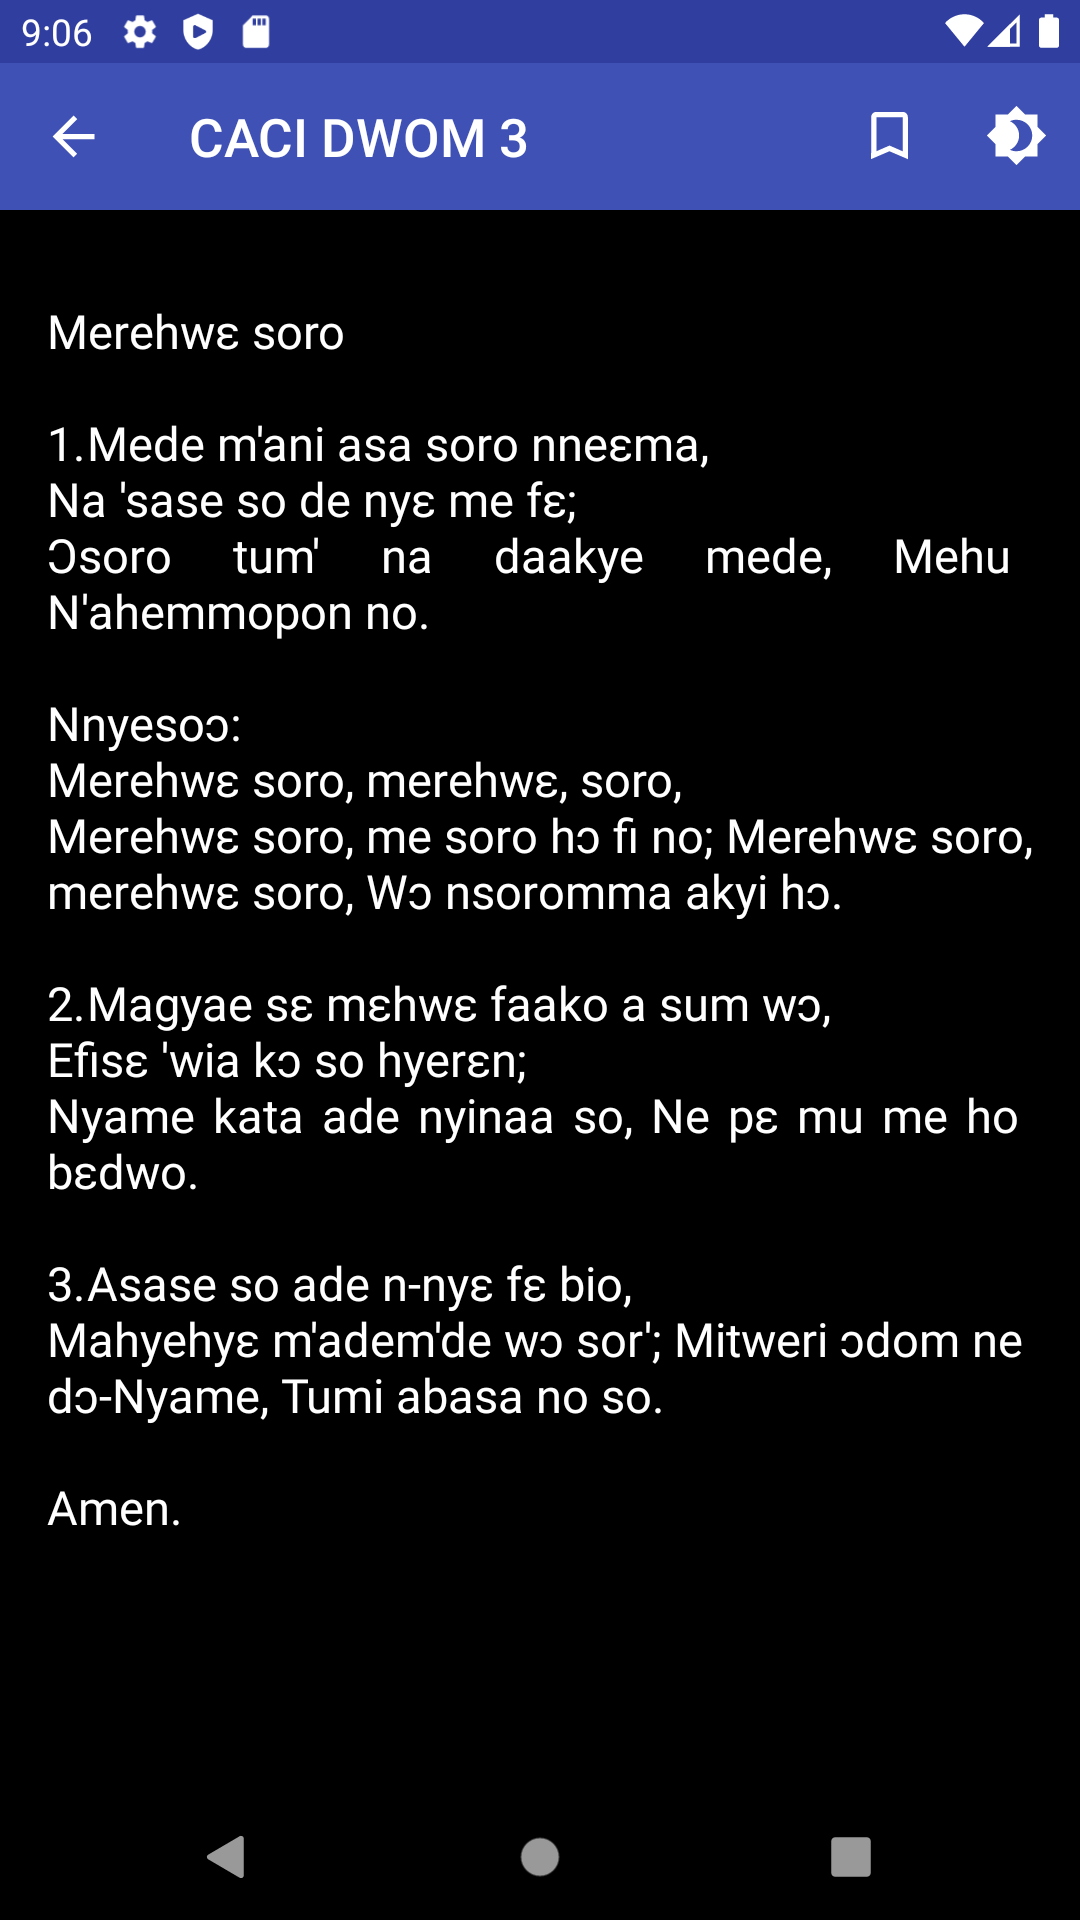 9:06
CACI DWOM 3
Merehwɛ soro
1.Mede m'ani asa soro nneɛma,
Na 'sase so de nyɛ me fɛ;
Ɔsoro tum' na daakye mede, Mehu
N'ahemmopon no.
Nnyesoɔ:
Merehwɛ soro, merehwɛ, soro,
Merehwɛ soro, me soro hɔ fi no; Merehwɛ soro,
merehwɛ soro, Wɔ nsoromma akyi hɔ.
2.Magyae sɛ mɛhwɛ faako a sum wɔ,
Efisɛ 'wia kɔ so hyerɛn;
Nyame kata ade nyinaa so, Ne pɛ mu me ho
bɛdwo.
3.Asase so ade n-nyɛ fɛ bio,
Mahyehyɛ m'adem'de wɔ sor'; Mitweri ɔdom ne
dɔ-Nyame, Tumi abasa no so.
Amen.